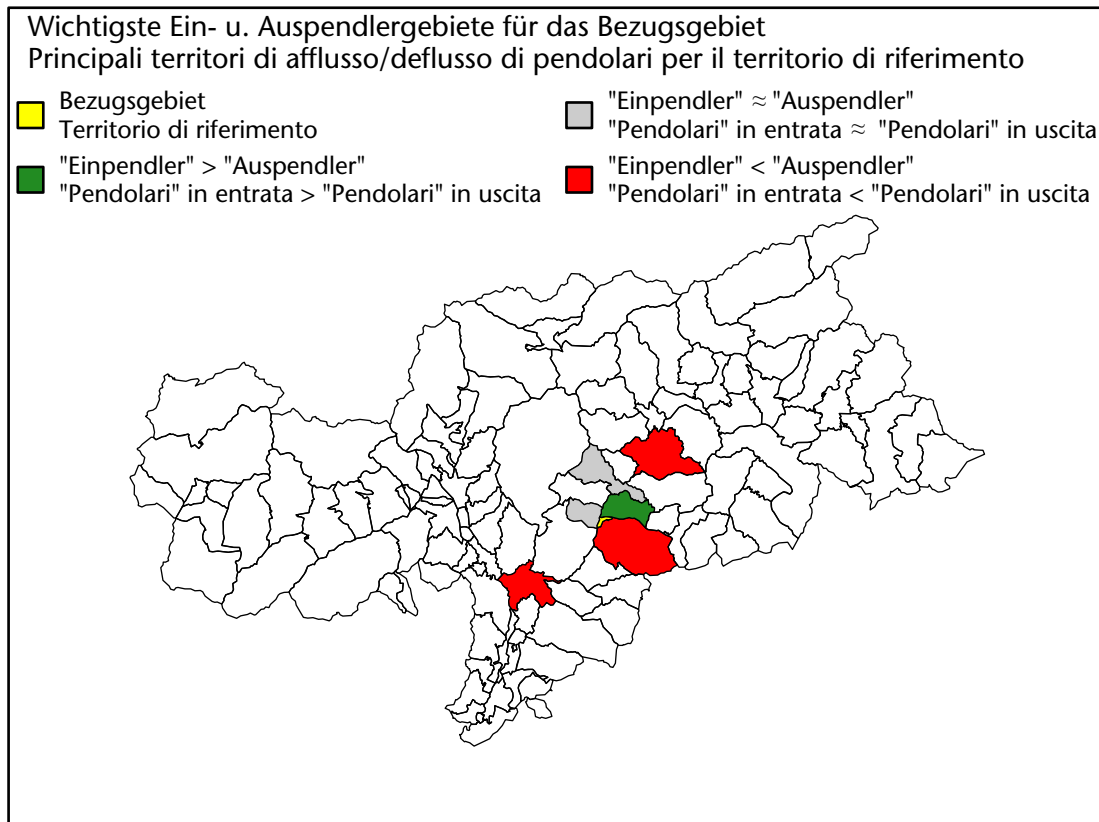 Wichtigste Ein- u. Auspendlergebiete für das Bezugsgebiet
Principali territori di afflusso/deflusso di pendolari per il territorio di riferimento
Bezugsgebiet
Territorio di riferimento
"Einpendler" > "Auspendler"
"Pendolari" in entrata > "Pendolari" in uscita
"Einpendler" ≈ "Auspendler"
"Pendolari" in entrata ≈ "Pendolari" in uscita
"Einpendler" < "Auspendler"
"Pendolari" in entrata < "Pendolari" in uscita